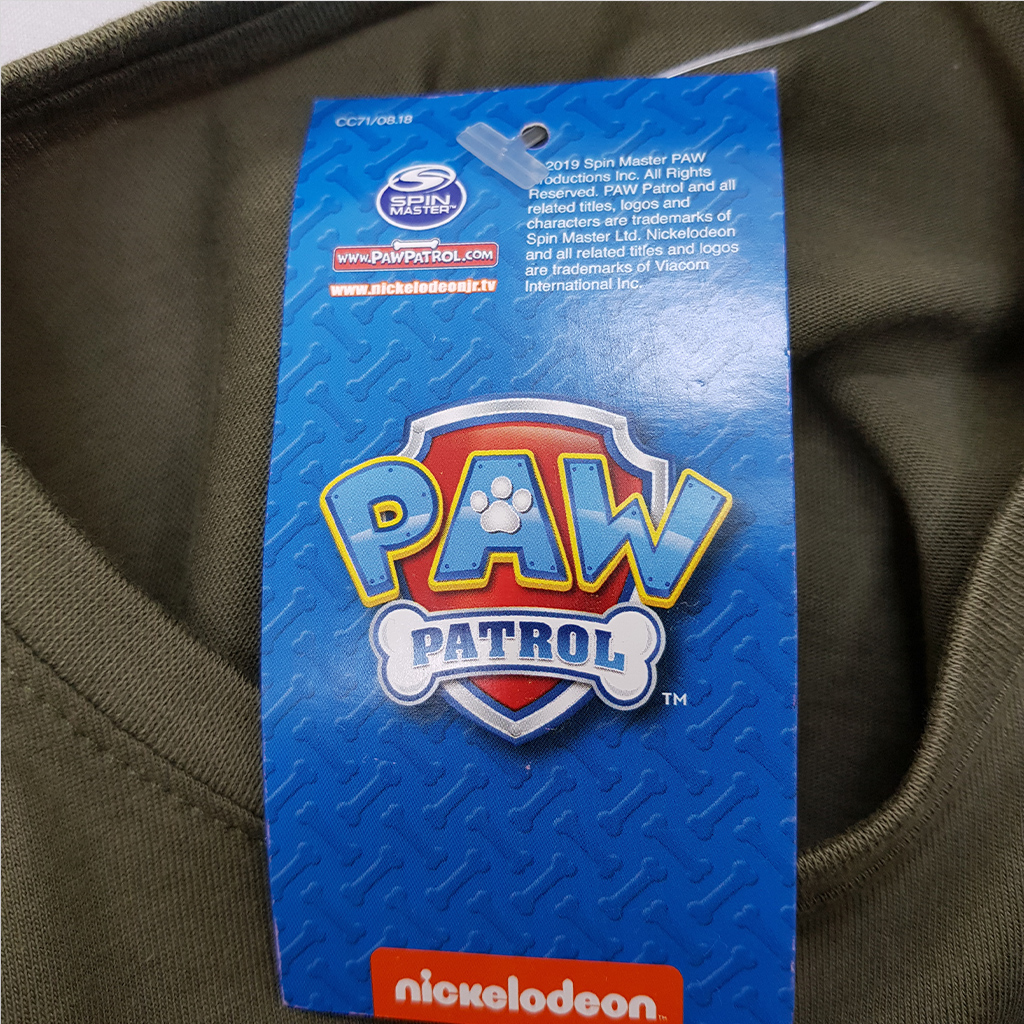 CC71/08.18
SPIN
MASTER™
www.PAWPATROL.COM
www.nickelodeonjr.tv
2019 Spin Master PAW
Productions Inc. All Rights
Reserved. PAW Patrol and all
related titles, logos and
characters are trademarks of
Spin Master Ltd. Nickelodeon
and all related titles and logos
are trademarks of Viacom
International Inc.
PAW
PATROL
™
nickelodeon™